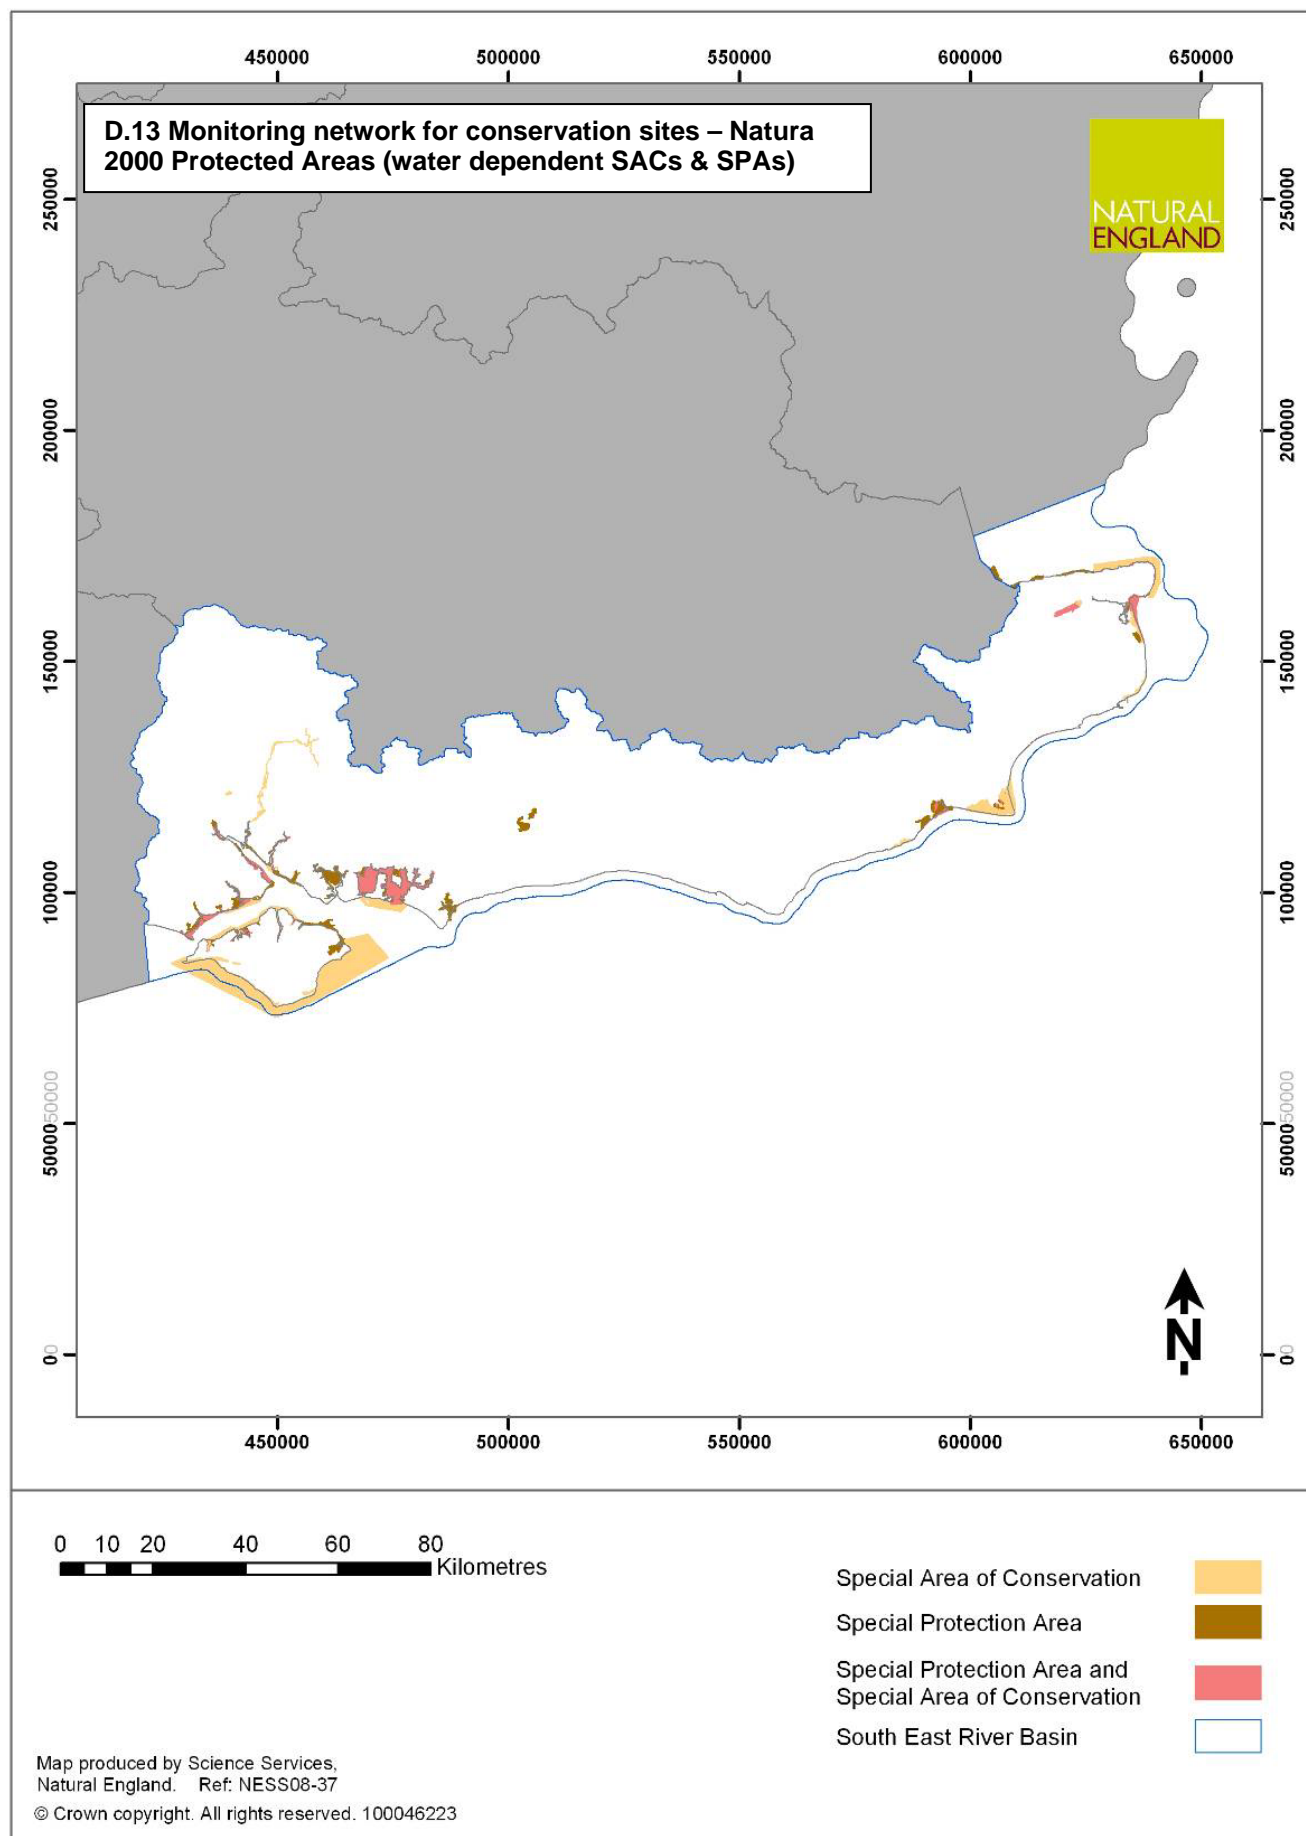 450000 500000 550000 600000 650000
D.13 Monitoring network for conservation sites – Natura
2000 Protected Areas (water dependent SACs & SPAs)
NATURAL
ENGLAND
250000 250000
200000 200000
150000 150000
100000 100000
5000050000 5000050000
00 00
N
450000 500000 550000 600000 650000
0 10 20 40 60 80
Kilometres
Special Area of Conservation
Special Protection Area
Special Protection Area and
Special Area of Conservation
South East River Basin
Map produced by Science Services,
Natural England. Ref: NESS08-37
© Crown copyright. All rights reserved. 100046223